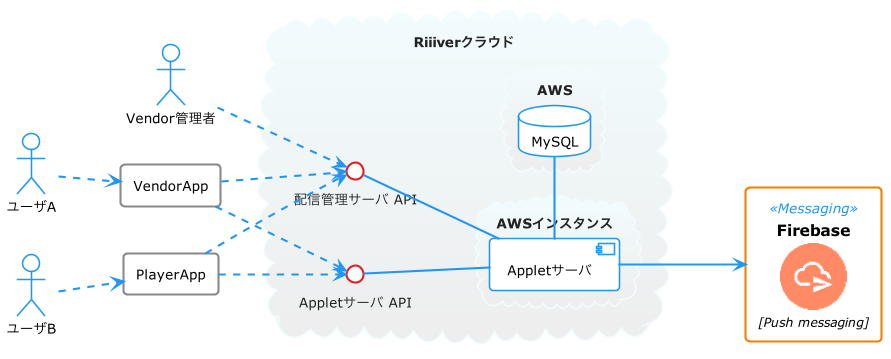 Riiiverクラウド
AWS
MySQL
Vendor管理者
ユーザA
VendorApp
配信管理サーバ API
AWSインスタンス
Appletサーバ
«Messaging»
Firebase
[Push messaging]
PlayerApp
ユーザB
Appletサーバ API